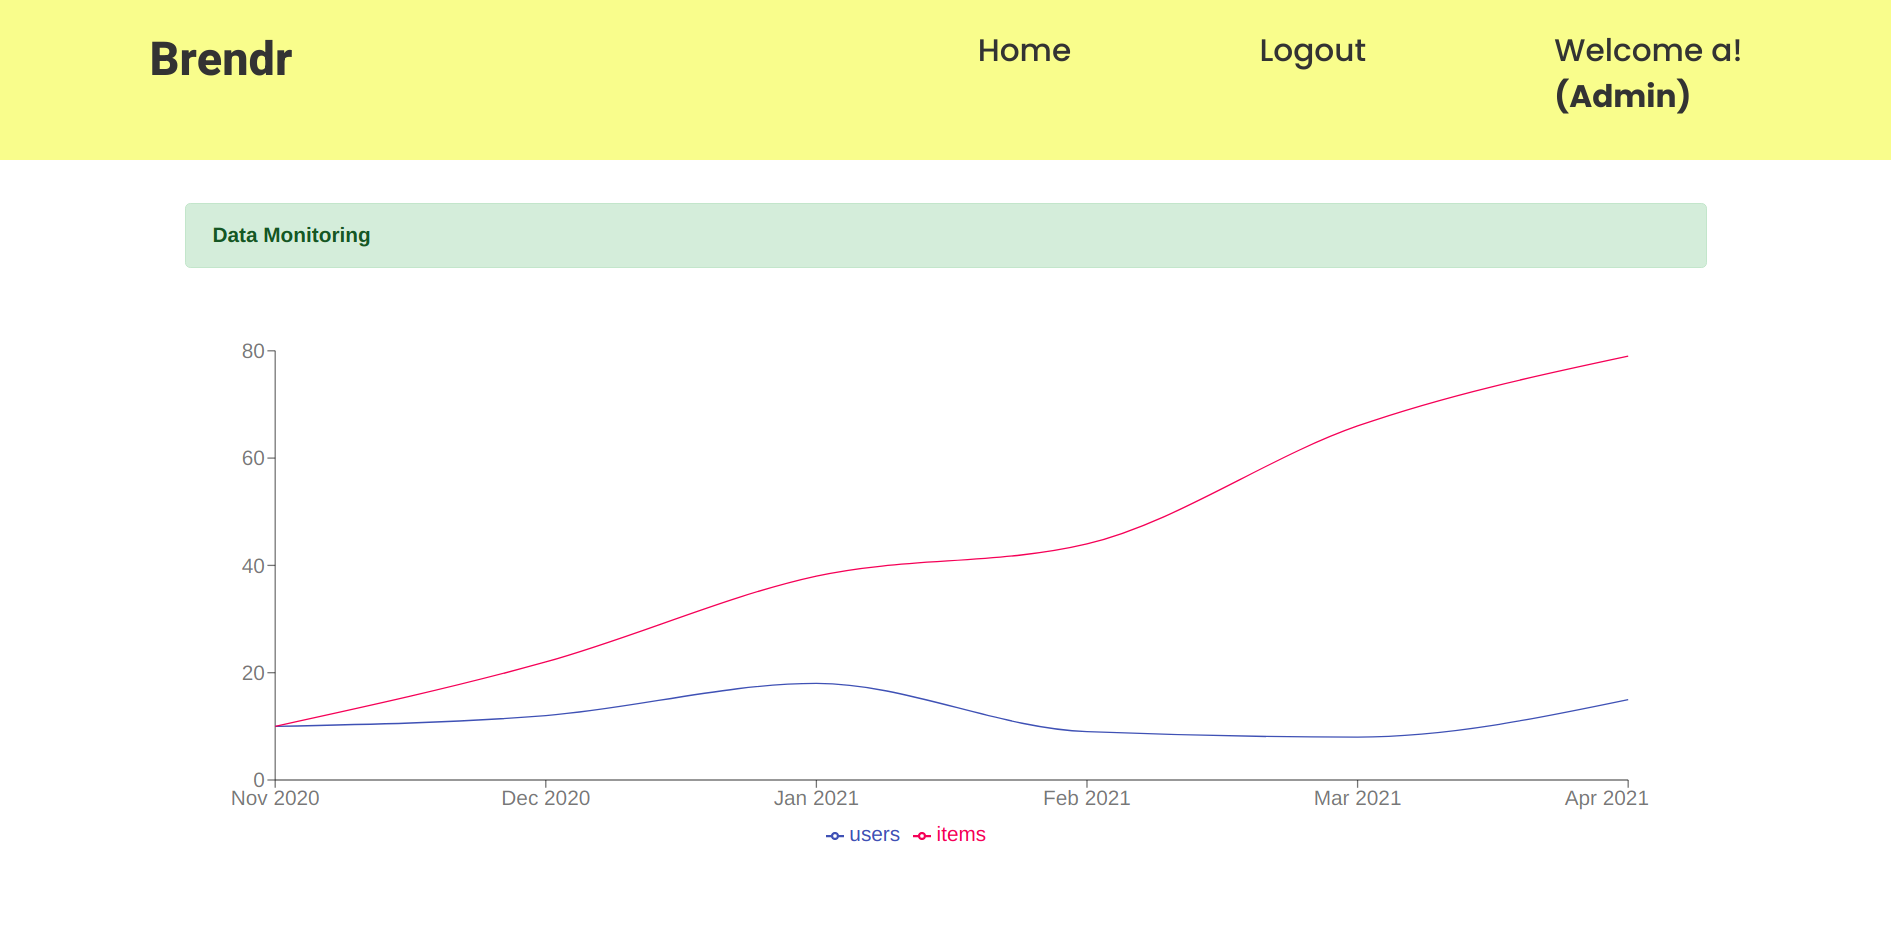 Brendr
Home
Logout
Welcome a!
(Admin)
Data Monitoring
80
60
40
20
0
Nov 2020
Dec 2020
Jan 2021
Feb 2021
Mar 2021
Apr 2021
users
items